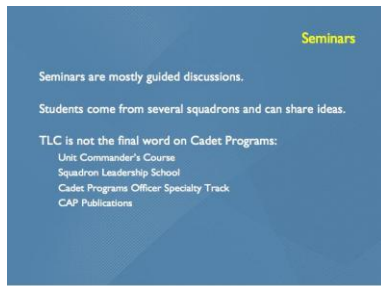 Seminars
Seminars are mostly guided discussions.
Students come from several squadrons and can share ideas.
TLC is not the final word on Cadet Programs:
Unit Commander's Course
Squadron Leadership School
Cadet Programs Officer Specialty Track
CAP Publications